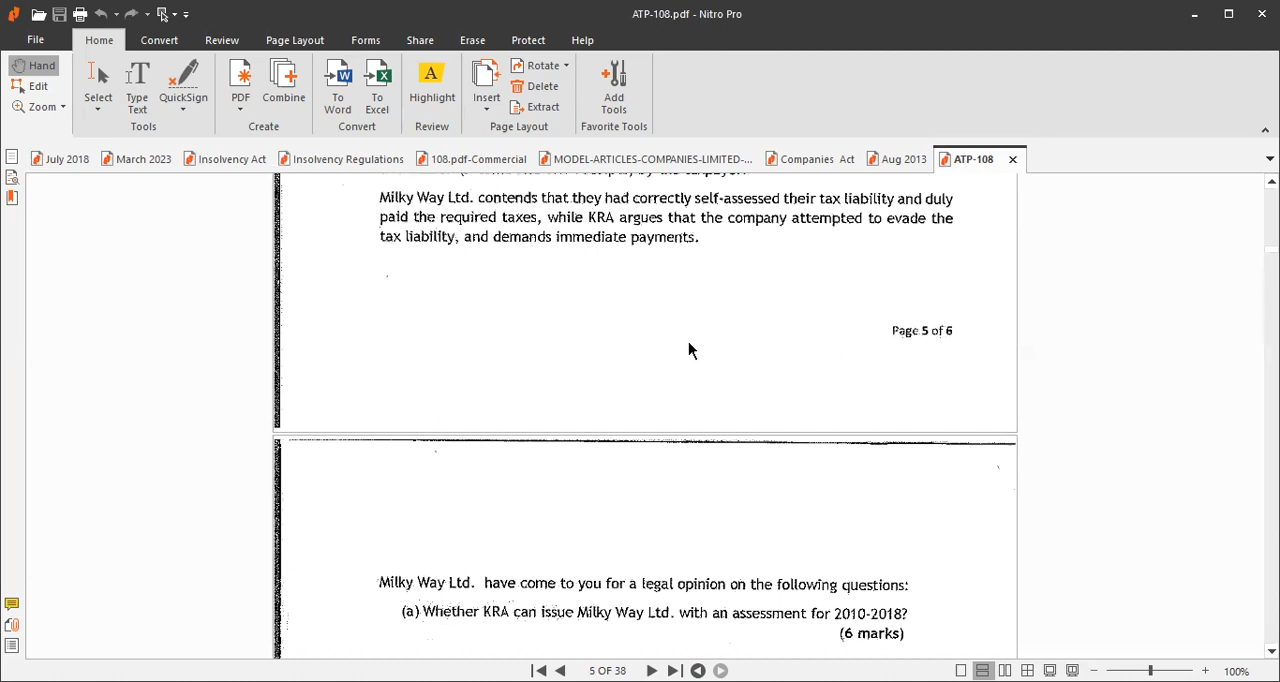 ATP-108.pdf - Nitro Pro
File Home Convert Review Page Layout Forms Share Erase Protect Help
Hand
Edit
Zoom
Select
Type Text
QuickSign
Tools
PDF
Combine
Create
To Word
To Excel
Convert
Highlight
Review
Insert
Rotate
Delete
Extract
Page Layout
Add Tools
Favorite Tools
July 2018 March 2023 Insolvency Act Insolvency Regulations 108.pdf-Commercial MODEL-ARTICLES-COMPANIES-LIMITED-... Companies Act Aug 2013 ATP-108
by the taxpayer.
Milky Way Ltd. contends that they had correctly self-assessed their tax liability and duly
paid the required taxes, while KRA argues that the company attempted to evade the
tax liability, and demands immediate payments.
Page 5 of 6
Milky Way Ltd. have come to you for a legal opinion on the following questions:
(a) Whether KRA can issue Milky Way Ltd. with an assessment for 2010-2018?
(6 marks)
5 OF 38
100%